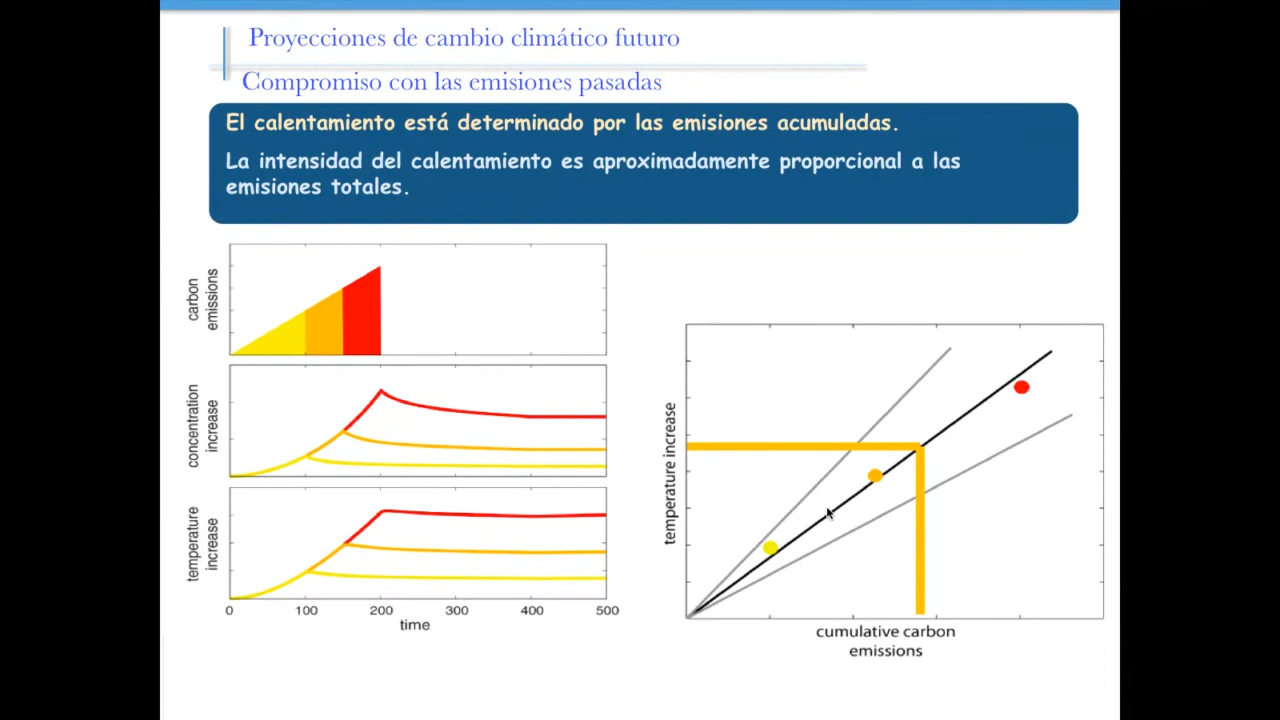 Proyecciones de cambio climático futuro
Compromiso con las emisiones pasadas
El calentamiento está determinado por las emisiones acumuladas.
La intensidad del calentamiento es aproximadamente proporcional a las
emisiones totales.
carbon
emissions
concentration
increase
temperature
increase
0 100 200 300 400 500
time
temperature increase
cumulative carbon
emissions